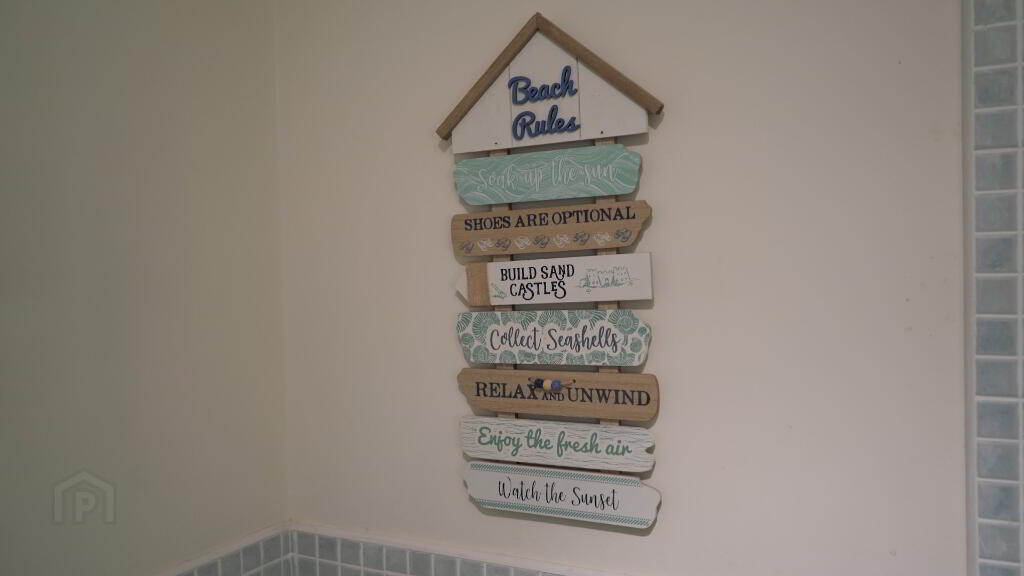 Beach
Rules
Soak up the sun
SHOES ARE OPTIONAL
BUILD SAND
CASTLES
Collect Seashells
RELAX AND UNWIND
Enjoy the fresh air
Watch the Sunset
P